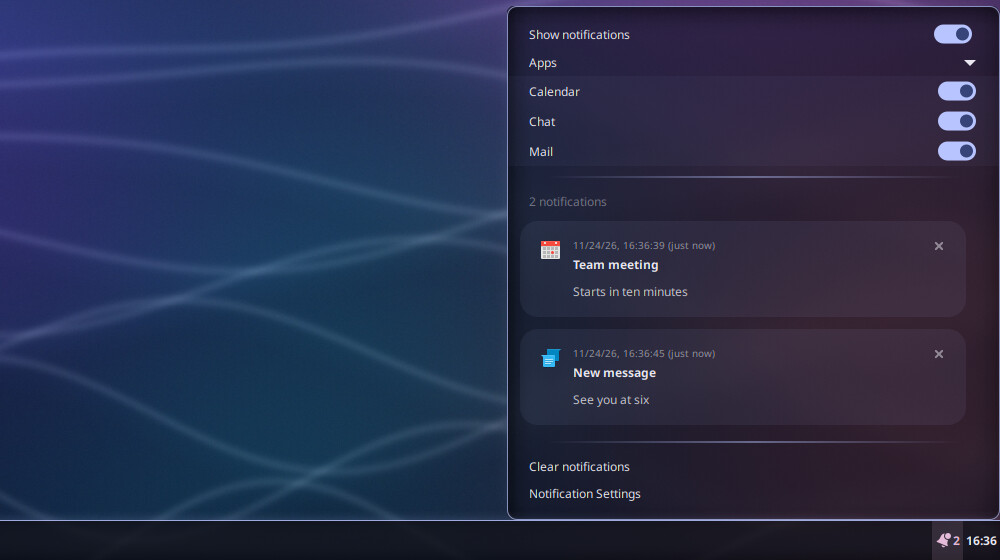 Show notifications
Apps
Calendar
Chat
Mail
2 notifications
11/24/26, 16:36:39 (just now)
Team meeting
Starts in ten minutes
11/24/26, 16:36:45 (just now)
New message
See you at six
Clear notifications
Notification Settings
2 16:36